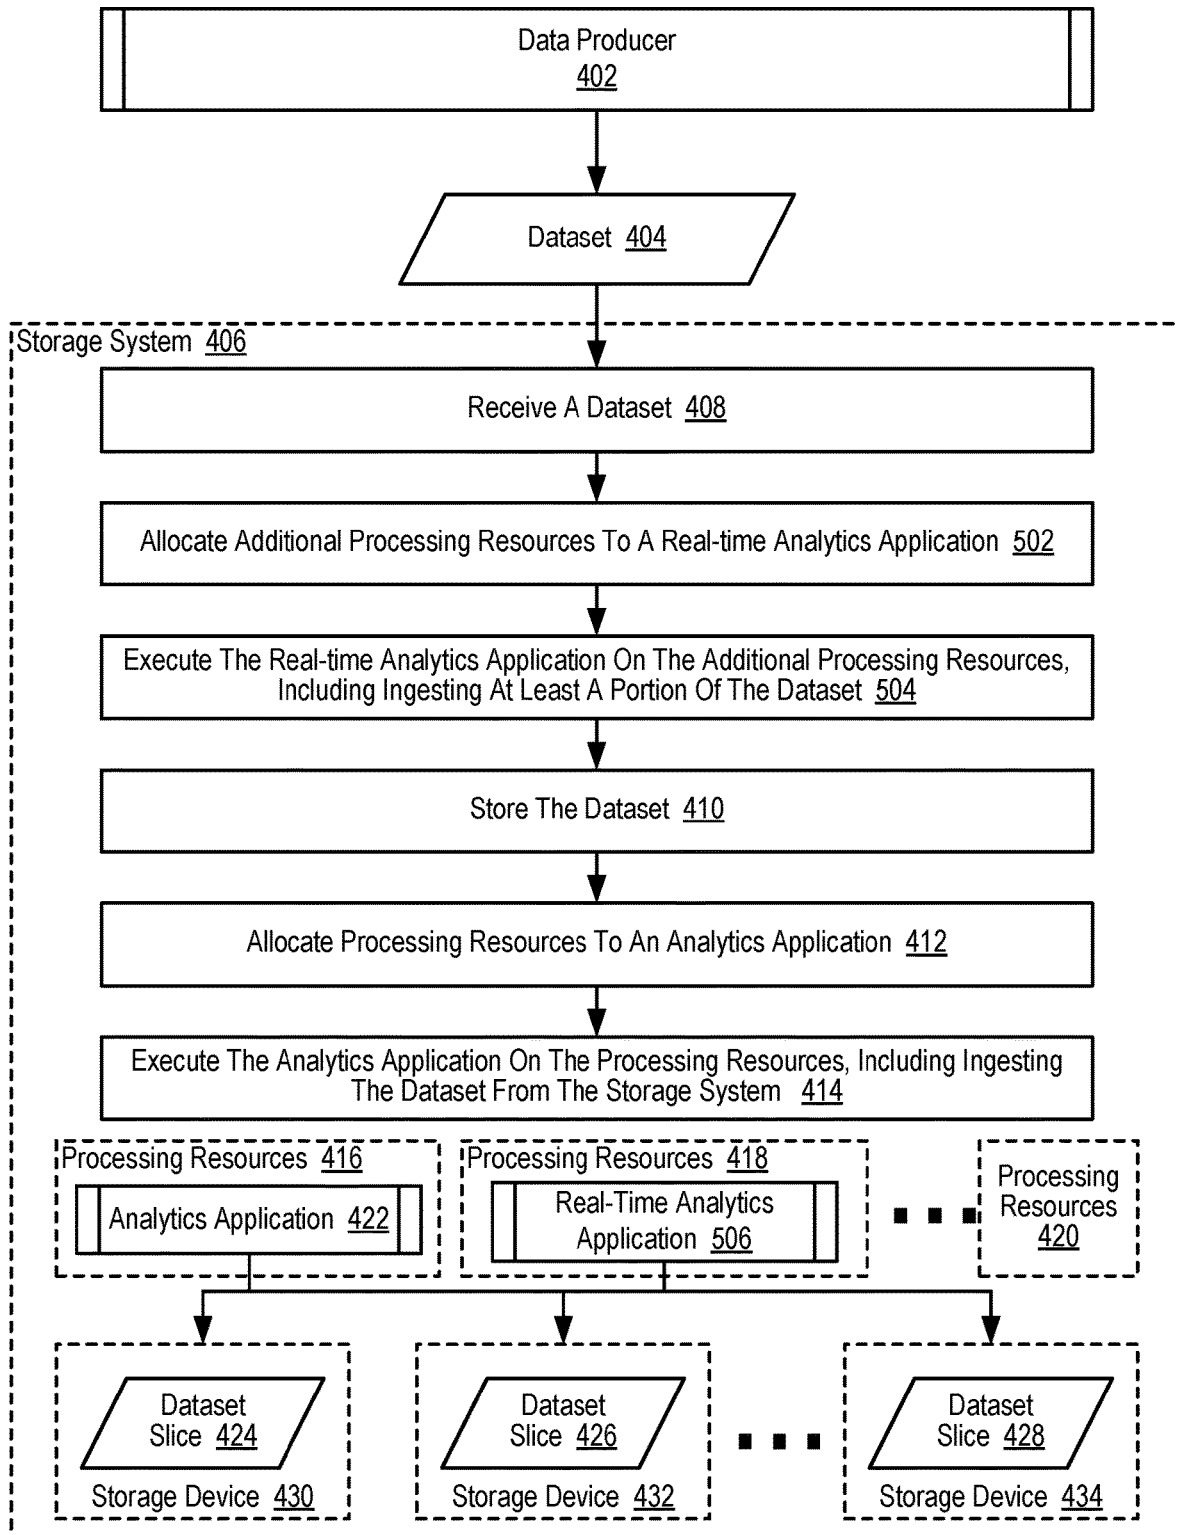 Data Producer
402
Dataset 404
Storage System 406
Receive A Dataset 408
Allocate Additional Processing Resources To A Real-time Analytics Application 502
Execute The Real-time Analytics Application On The Additional Processing Resources,
Including Ingesting At Least A Portion Of The Dataset 504
Store The Dataset 410
Allocate Processing Resources To An Analytics Application 412
Execute The Analytics Application On The Processing Resources, Including Ingesting
The Dataset From The Storage System 414
Processing Resources 416
Analytics Application 422
Processing Resources 418
Real-Time Analytics
Application 506
Processing
Resources
420
Dataset
Slice 424
Storage Device 430
Dataset
Slice 426
Storage Device 432
Dataset
Slice 428
Storage Device 434